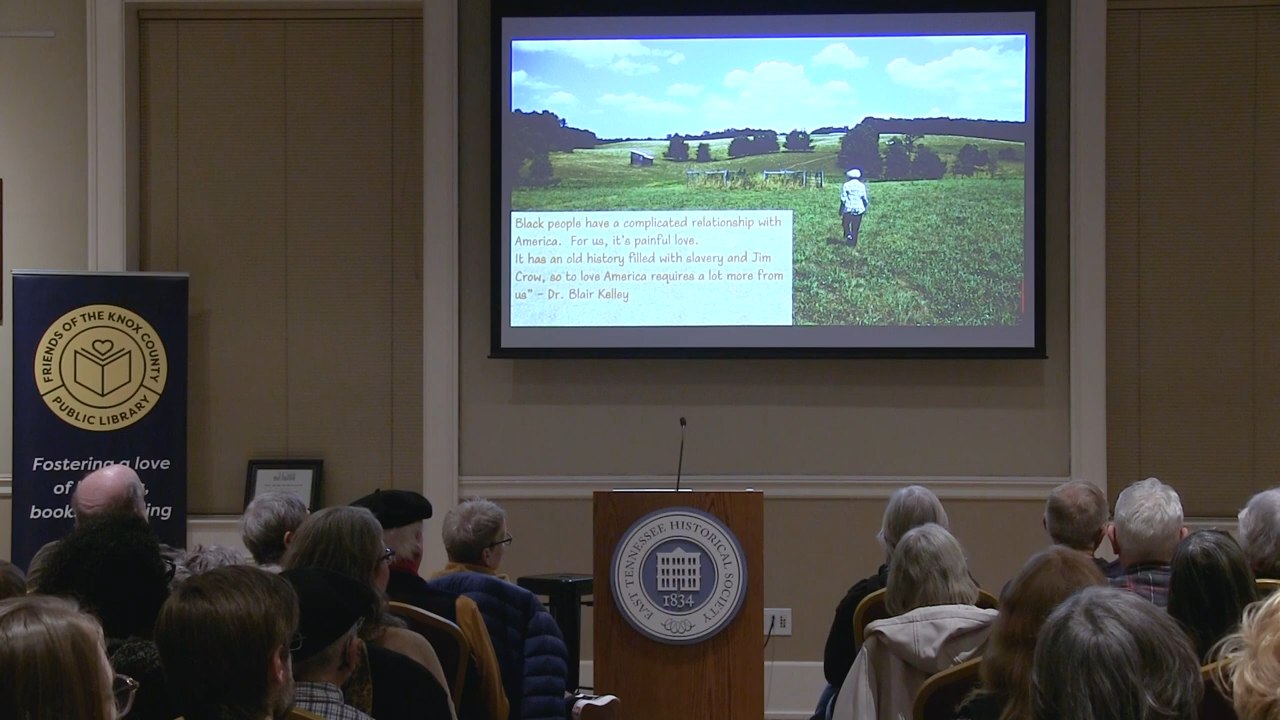 Black people have a complicated relationship with
America. For us, it's painful love.
It has an old history filled with slavery and Jim
Crow, so to love America requires a lot more from
us" - Dr. Blair Kelley
FRIENDS OF THE KNOX COUNTY
PUBLIC LIBRARY
Fostering a love
of
EAST TENNESSEE HISTORICAL SOCIETY
1834